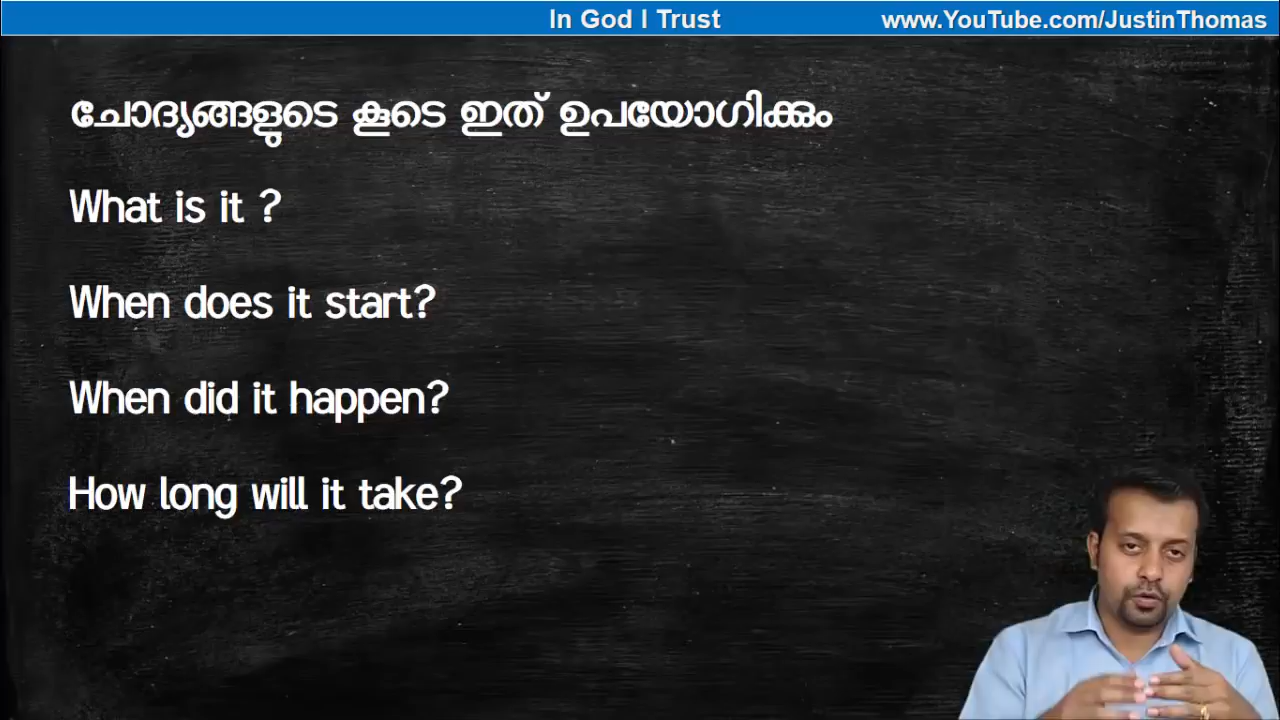 In God I Trust
www.YouTube.com/JustinThomas
ചോദ്യങ്ങളുടെ കൂടെ ഇത് ഉപയോഗിക്കും
What is it ?
When does it start?
When did it happen?
How long will it take?